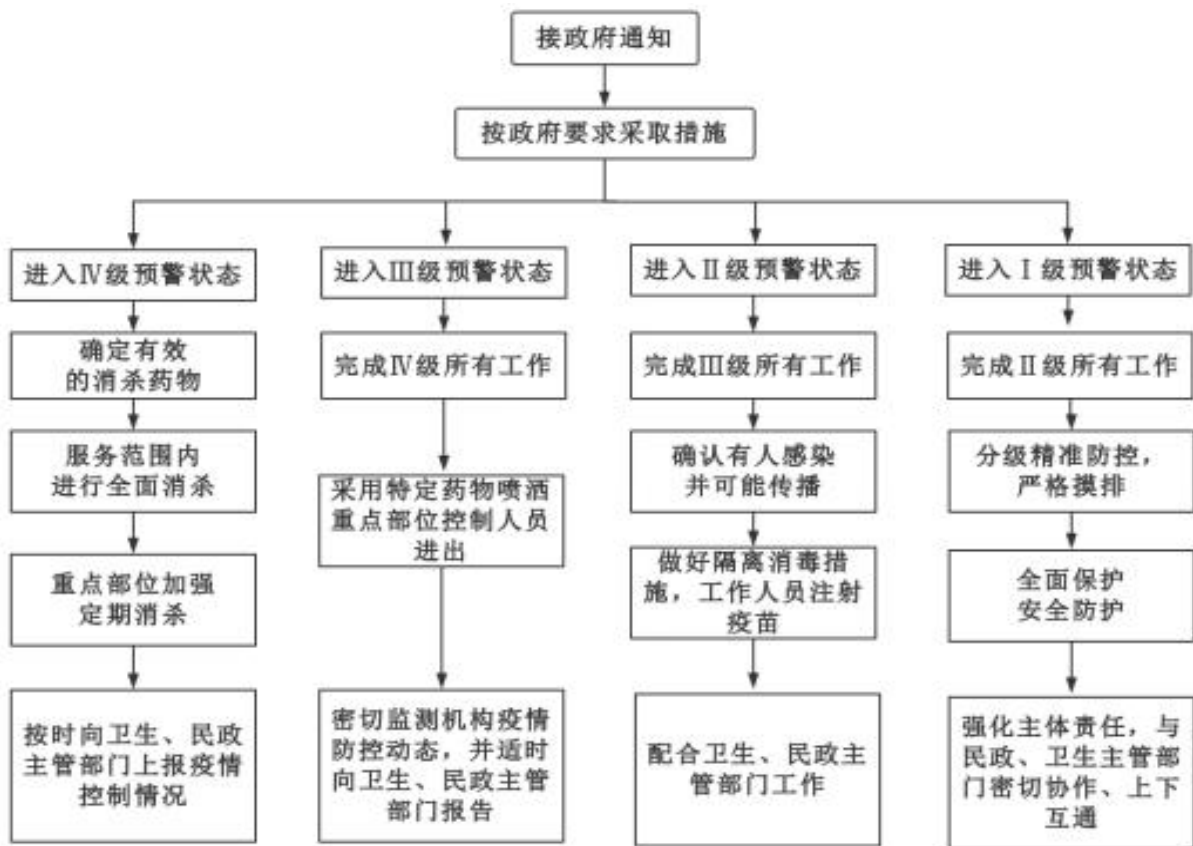 接政府通知
按政府要求采取措施
进入Ⅳ级预警状态
确定有效
的消杀药物
服务范围内
进行全面消杀
重点部位加强
定期消杀
按时向卫生、民政
主管部门上报疫情
控制情况
进入Ⅲ级预警状态
完成Ⅳ级所有工作
采用特定药物喷洒
重点部位控制人员
进出
密切监测机构疫情
防控动态，并适时
向卫生、民政主管
部门报告
进入Ⅱ级预警状态
完成Ⅲ级所有工作
确认有人感染
并可能传播
做好隔离消毒措
施，工作人员注射
疫苗
配合卫生、民政主
管部门工作
进入Ⅰ级预警状态
完成Ⅱ级所有工作
分级精准防控，
严格摸排
全面保护
安全防护
强化主体责任，与
民政、卫生主管部
门密切协作、上下
互通